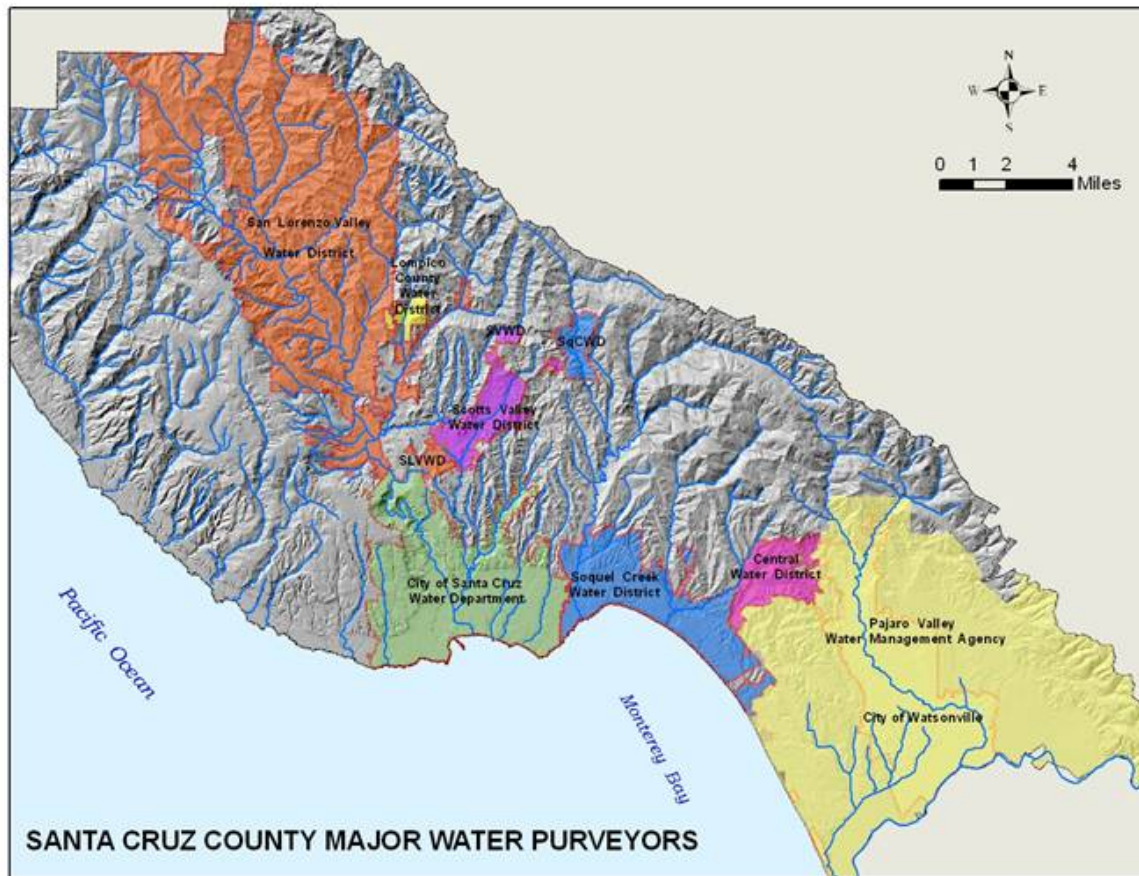 N
W E
S
0 1 2 4
Miles
San Lorenzo Valley
Water District
Lompico
County
Water
District
SVWD
SqCWD
Scotts Valley
Water District
SLVWD
City of Santa Cruz
Water Department
Soquel Creek
Water District
Central
Water District
Pajaro Valley
Water Management Agency
City of Watsonville
Pacific Ocean
Monterey Bay
SANTA CRUZ COUNTY MAJOR WATER PURVEYORS